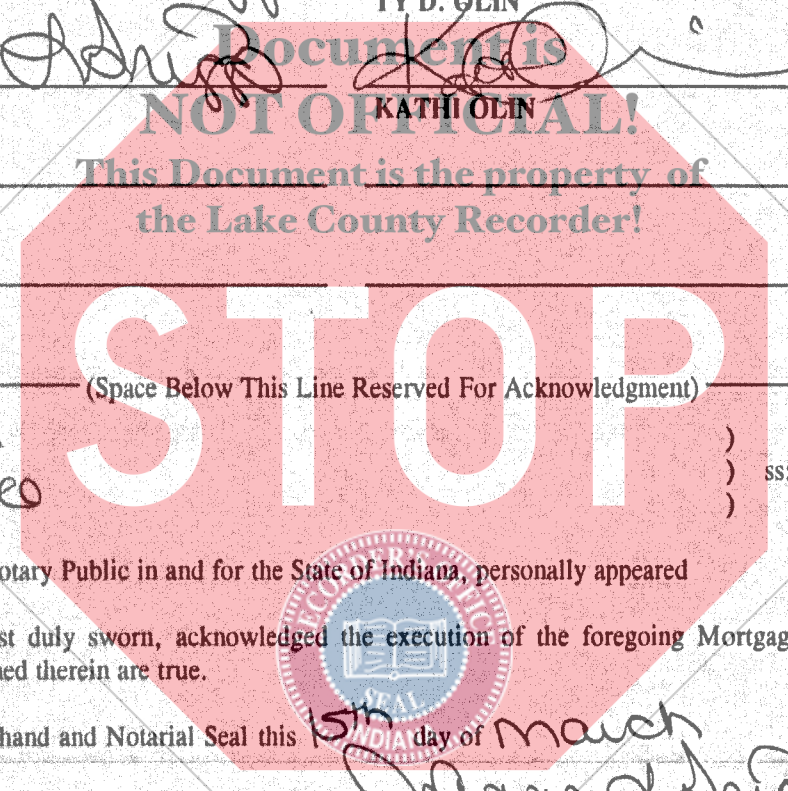 TY D. OLIN
Document is
NOT OFFICIAL!
KATHI OLIN
This Document is the property of
the Lake County Recorder!
STOP
(Space Below This Line Reserved For Acknowledgment)
)
) ss:
)
otary Public in and for the State of Indiana, personally appeared
st duly sworn, acknowledged the execution of the foregoing Mortgag
ned therein are true.
hand and Notarial Seal this 15th day of March
RECORDER'S OFFIC
SEAL
INDIANA